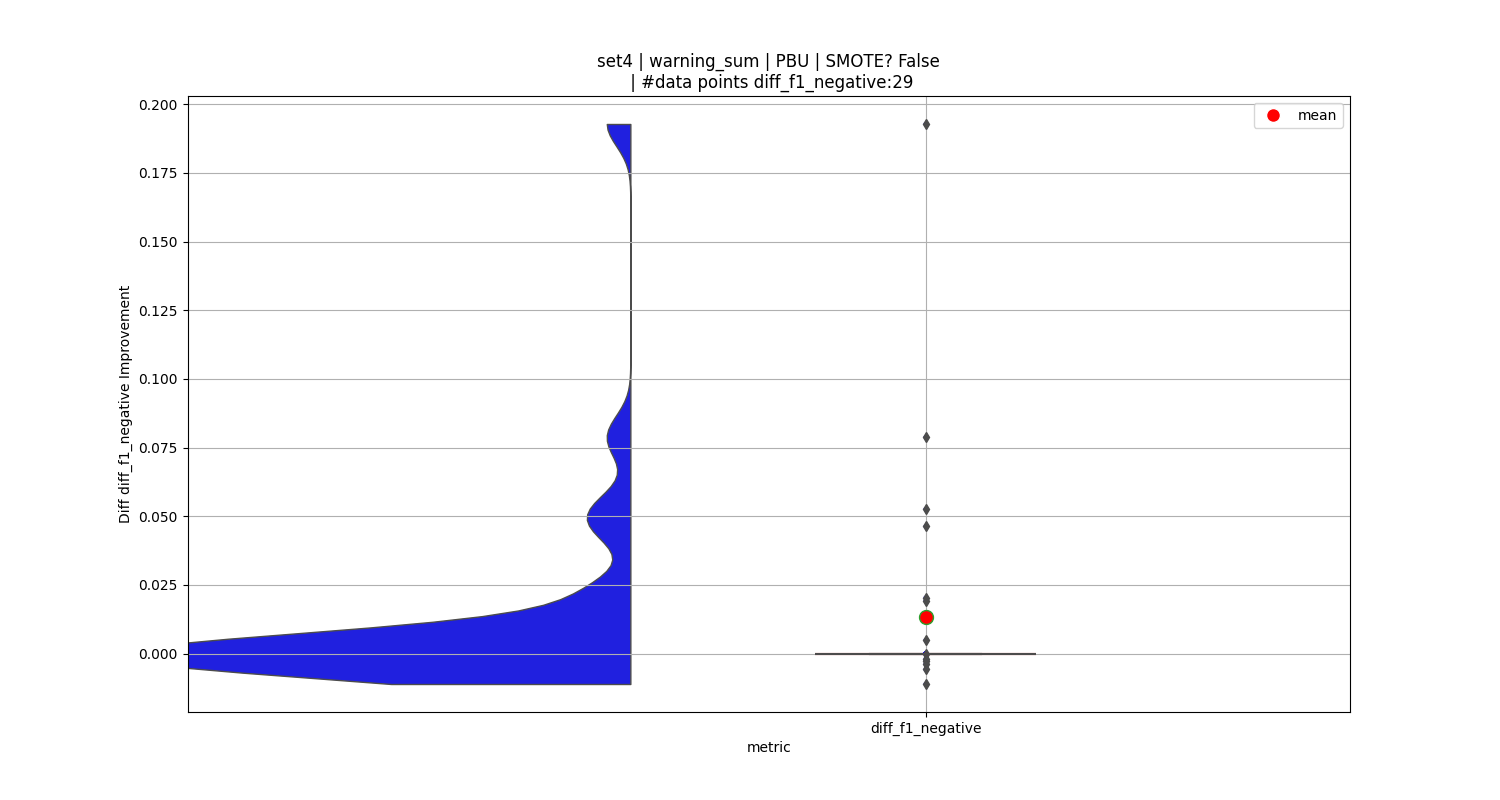 set4 | warning_sum | PBU | SMOTE? False
| #data points diff_f1_negative:29
mean
0.200
0.175
0.150
0.125
0.100
0.075
0.050
0.025
0.000
Diff diff_f1_negative Improvement
diff_f1_negative
metric